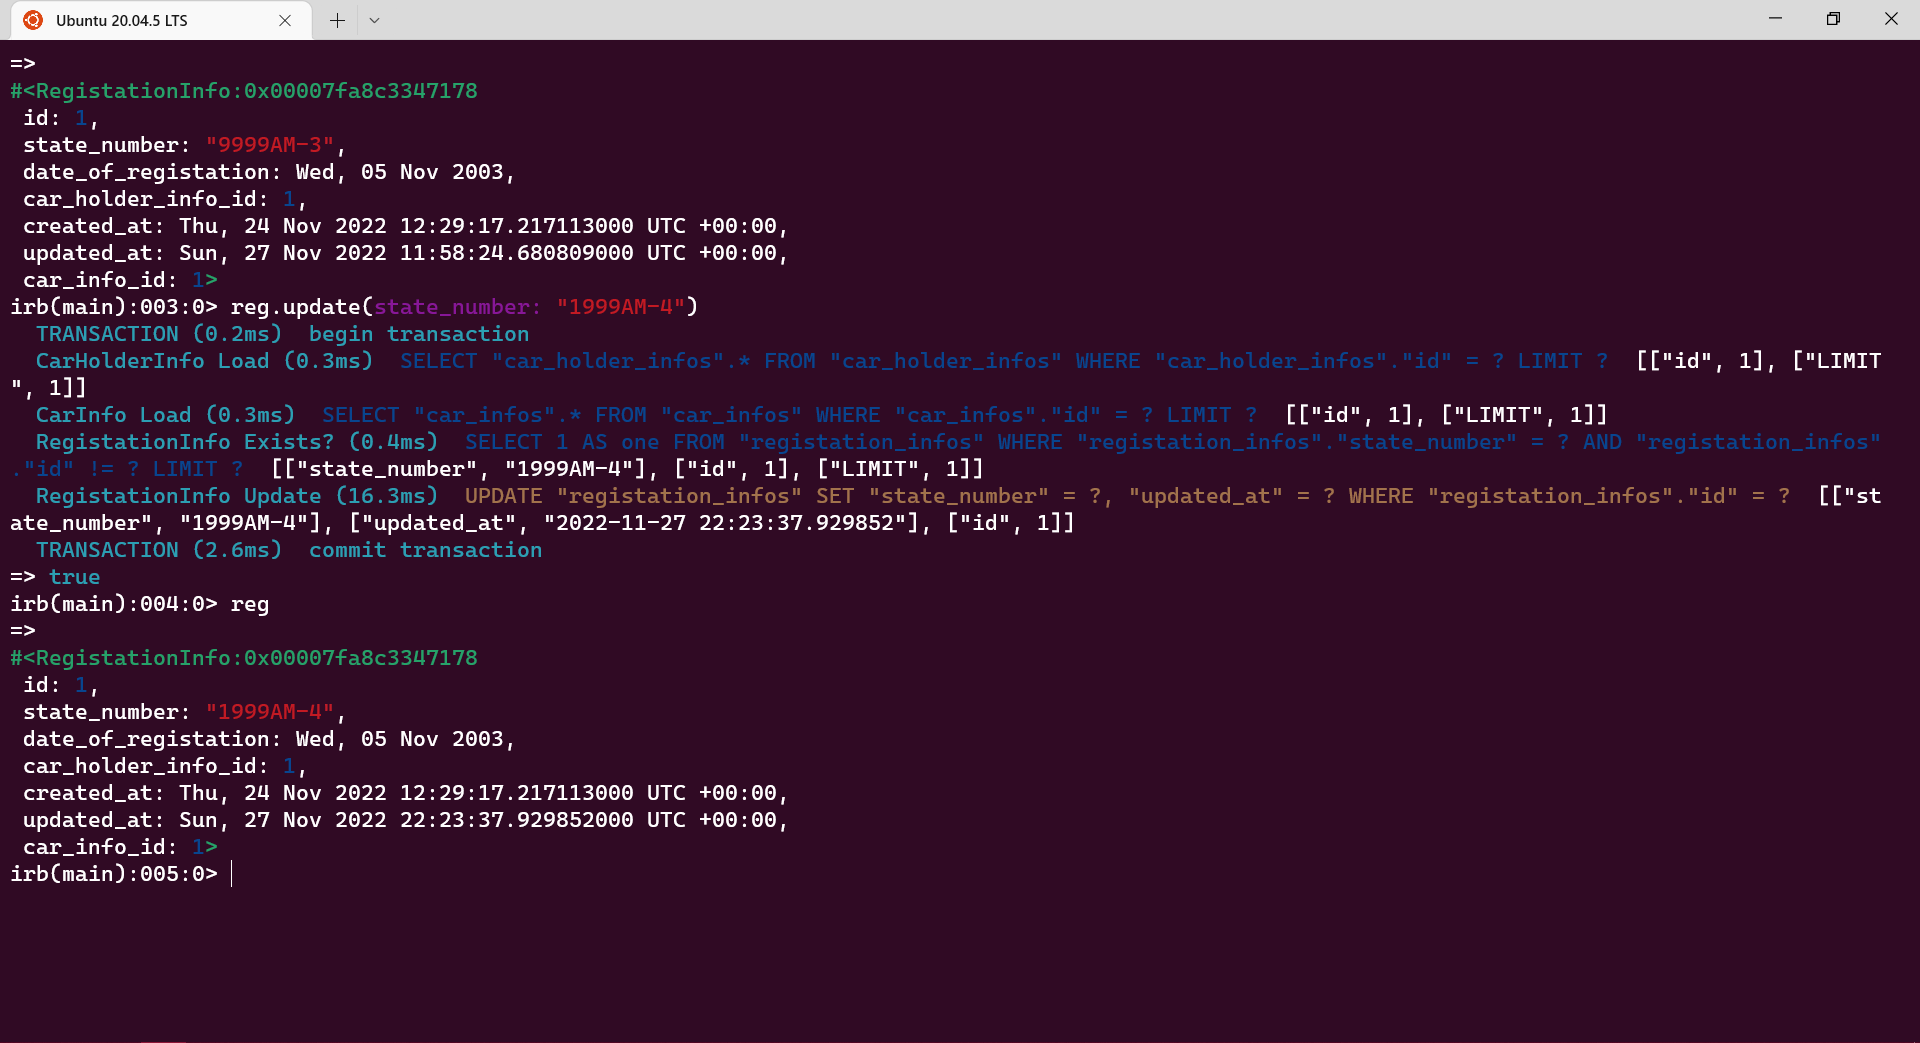 Ubuntu 20.04.5 LTS
=>
#<RegistationInfo:0x00007fa8c3347178
 id: 1,
 state_number: "9999AM-3",
 date_of_registation: Wed, 05 Nov 2003,
 car_holder_info_id: 1,
 created_at: Thu, 24 Nov 2022 12:29:17.217113000 UTC +00:00,
 updated_at: Sun, 27 Nov 2022 11:58:24.680809000 UTC +00:00,
 car_info_id: 1>
irb(main):003:0> reg.update(state_number: "1999AM-4")
  TRANSACTION (0.2ms)  begin transaction
  CarHolderInfo Load (0.3ms)  SELECT "car_holder_infos".* FROM "car_holder_infos" WHERE "car_holder_infos"."id" = ? LIMIT ?  [["id", 1], ["LIMIT
", 1]]
  CarInfo Load (0.3ms)  SELECT "car_infos".* FROM "car_infos" WHERE "car_infos"."id" = ? LIMIT ?  [["id", 1], ["LIMIT", 1]]
  RegistationInfo Exists? (0.4ms)  SELECT 1 AS one FROM "registation_infos" WHERE "registation_infos"."state_number" = ? AND "registation_infos"
."id" != ? LIMIT ?  [["state_number", "1999AM-4"], ["id", 1], ["LIMIT", 1]]
  RegistationInfo Update (16.3ms)  UPDATE "registation_infos" SET "state_number" = ?, "updated_at" = ? WHERE "registation_infos"."id" = ?  [["st
ate_number", "1999AM-4"], ["updated_at", "2022-11-27 22:23:37.929852"], ["id", 1]]
  TRANSACTION (2.6ms)  commit transaction
=> true
irb(main):004:0> reg
=>
#<RegistationInfo:0x00007fa8c3347178
 id: 1,
 state_number: "1999AM-4",
 date_of_registation: Wed, 05 Nov 2003,
 car_holder_info_id: 1,
 created_at: Thu, 24 Nov 2022 12:29:17.217113000 UTC +00:00,
 updated_at: Sun, 27 Nov 2022 22:23:37.929852000 UTC +00:00,
 car_info_id: 1>
irb(main):005:0>